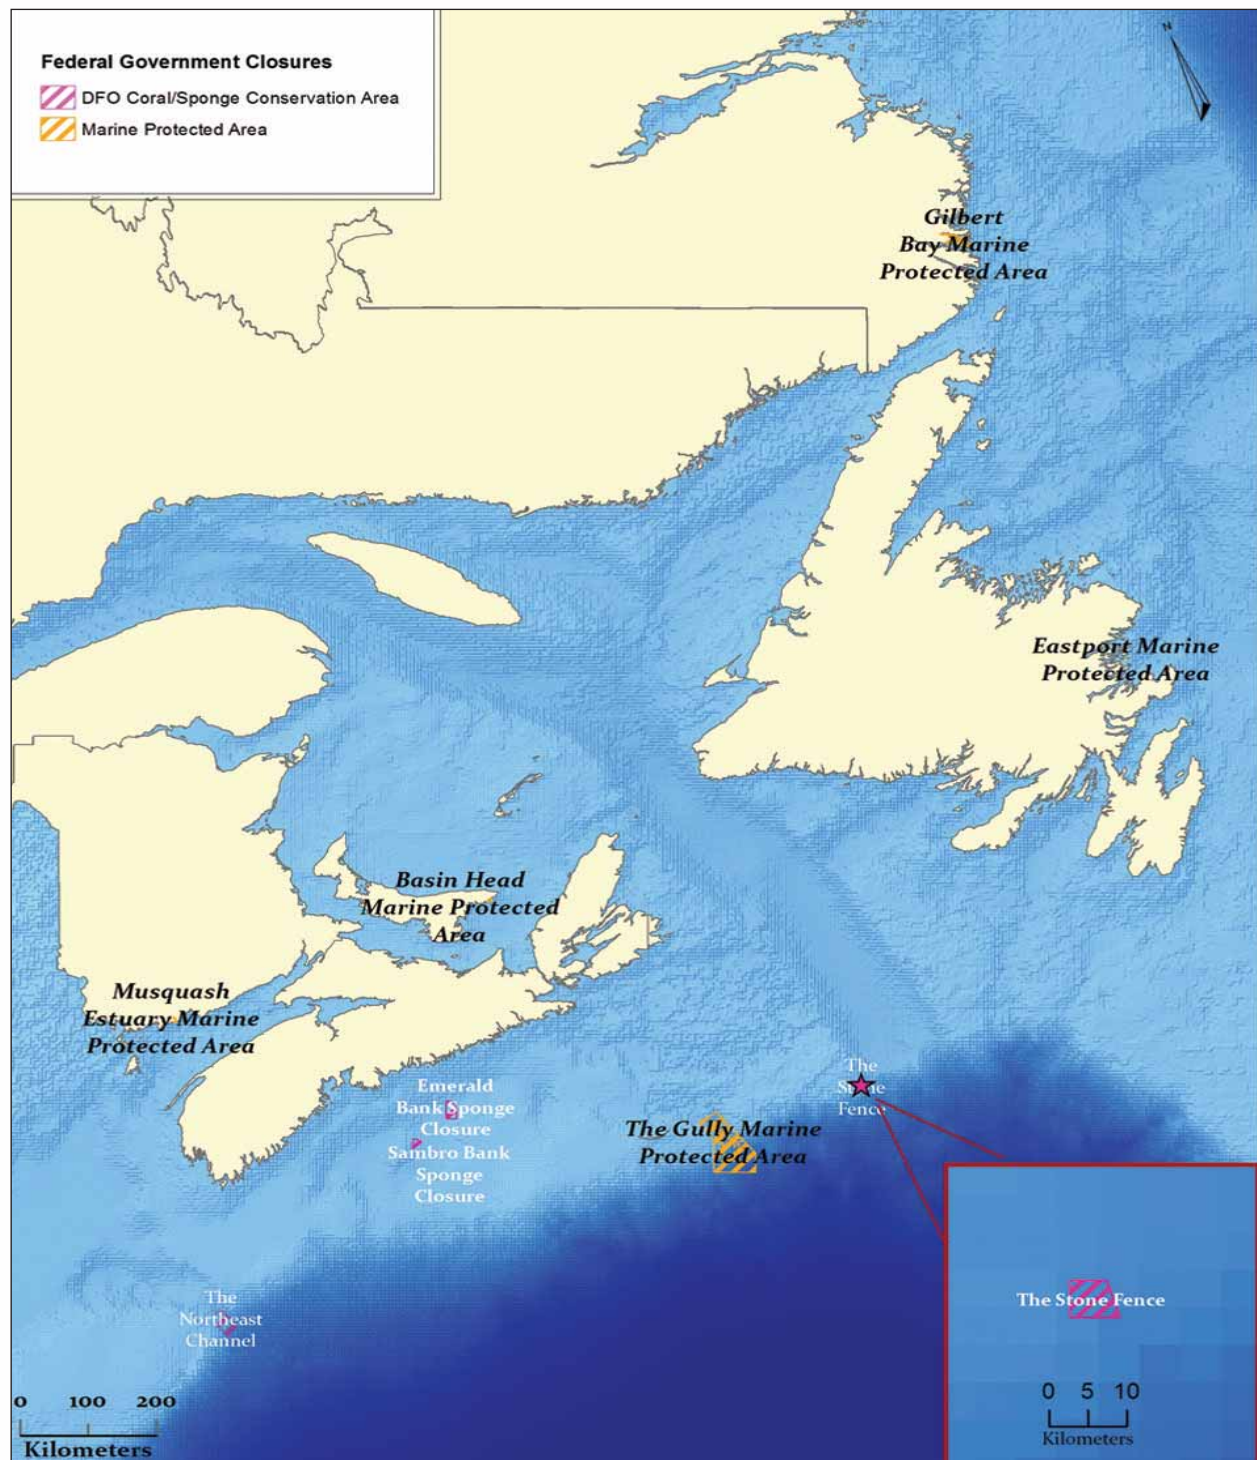 Federal Government Closures
DFO Coral/Sponge Conservation Area
Marine Protected Area
N
Gilbert
Bay Marine
Protected Area
Eastport Marine
Protected Area
Basin Head
Marine Protected
Area
Musquash
Estuary Marine
Protected Area
Emerald
Bank Sponge
Closure
Sambro Bank
Sponge
Closure
The Gully Marine
Protected Area
The
Stone
Fence
The
Northeast
Channel
0 100 200
Kilometers
The Stone Fence
0 5 10
Kilometers